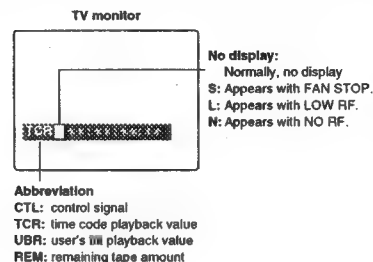 TV monitor
No display:
Normally, no display
S: Appears with FAN STOP.
L: Appears with LOW RF.
N: Appears with NO RF.
TCR
Abbreviation
CTL: control signal
TCR: time code playback value
UBR: user's playback value
REM: remaining tape amount